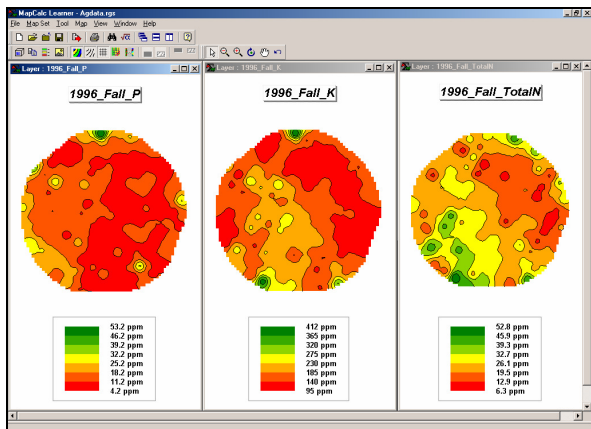 MapCalc Learner - Agdata.rgs
File Map Set Tool Map View Window Help
Layer : 1996_Fall_P
Layer : 1996_Fall_K
Layer : 1996_Fall_TotalN
1996_Fall_P
1996_Fall_K
1996_Fall_TotalN
53.2 ppm
46.2 ppm
39.2 ppm
32.2 ppm
25.2 ppm
18.2 ppm
11.2 ppm
4.2 ppm
412 ppm
365 ppm
320 ppm
275 ppm
230 ppm
185 ppm
140 ppm
95 ppm
52.8 ppm
45.9 ppm
39.3 ppm
32.7 ppm
26.1 ppm
19.5 ppm
12.9 ppm
6.3 ppm